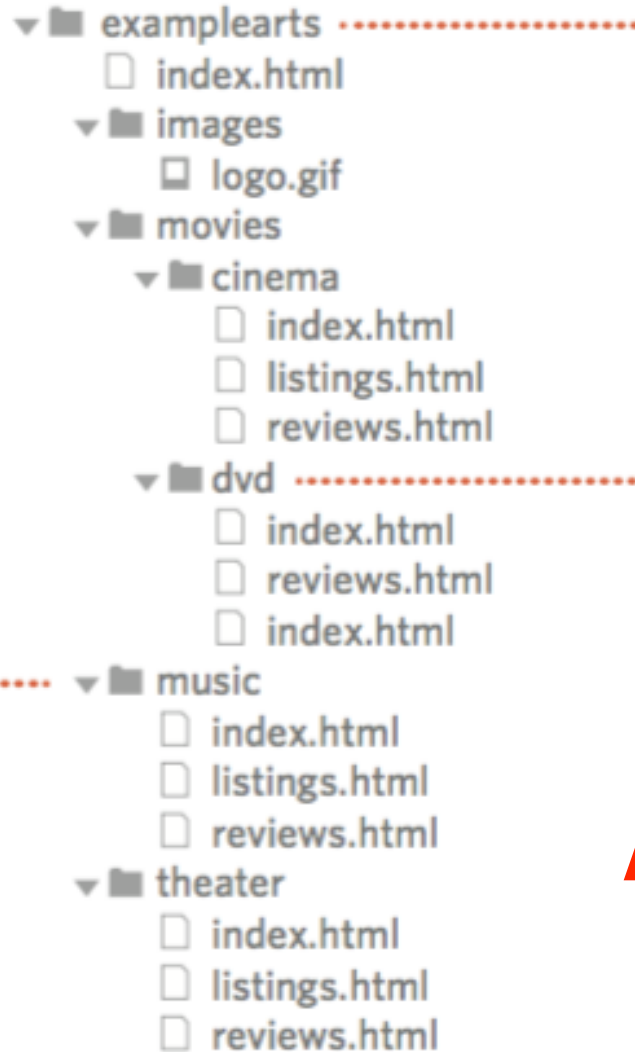 examplearts
index.html
images
logo.gif
movies
cinema
index.html
listings.html
reviews.html
dvd
index.html
reviews.html
index.html
music
index.html
listings.html
reviews.html
theater
index.html
listings.html
reviews.html